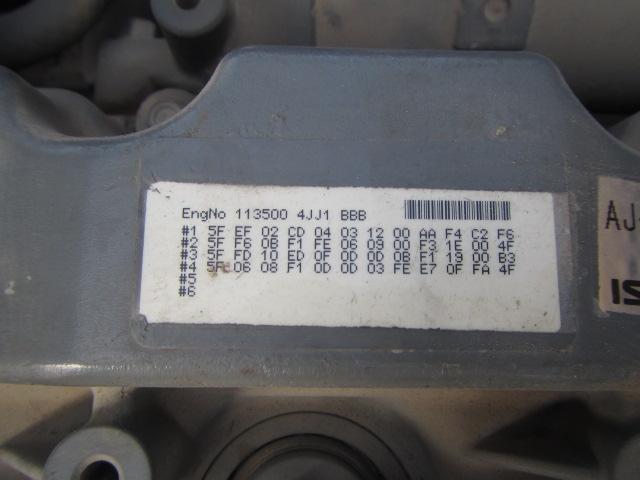 EngNo 113500 4JJ1 BBB
#1 5F EF 02 CD 04 03 12 00 AA F4 C2 F6
#2 5F F6 0B F1 FE 06 09 00 F3 1E 00 4F
#3 5F FD 10 ED 0F 0D 0D 0B F1 19 00 B3
#4 5F 06 08 F1 0D 0D 03 FE E7 0F FA 4F
#5
#6
AJ